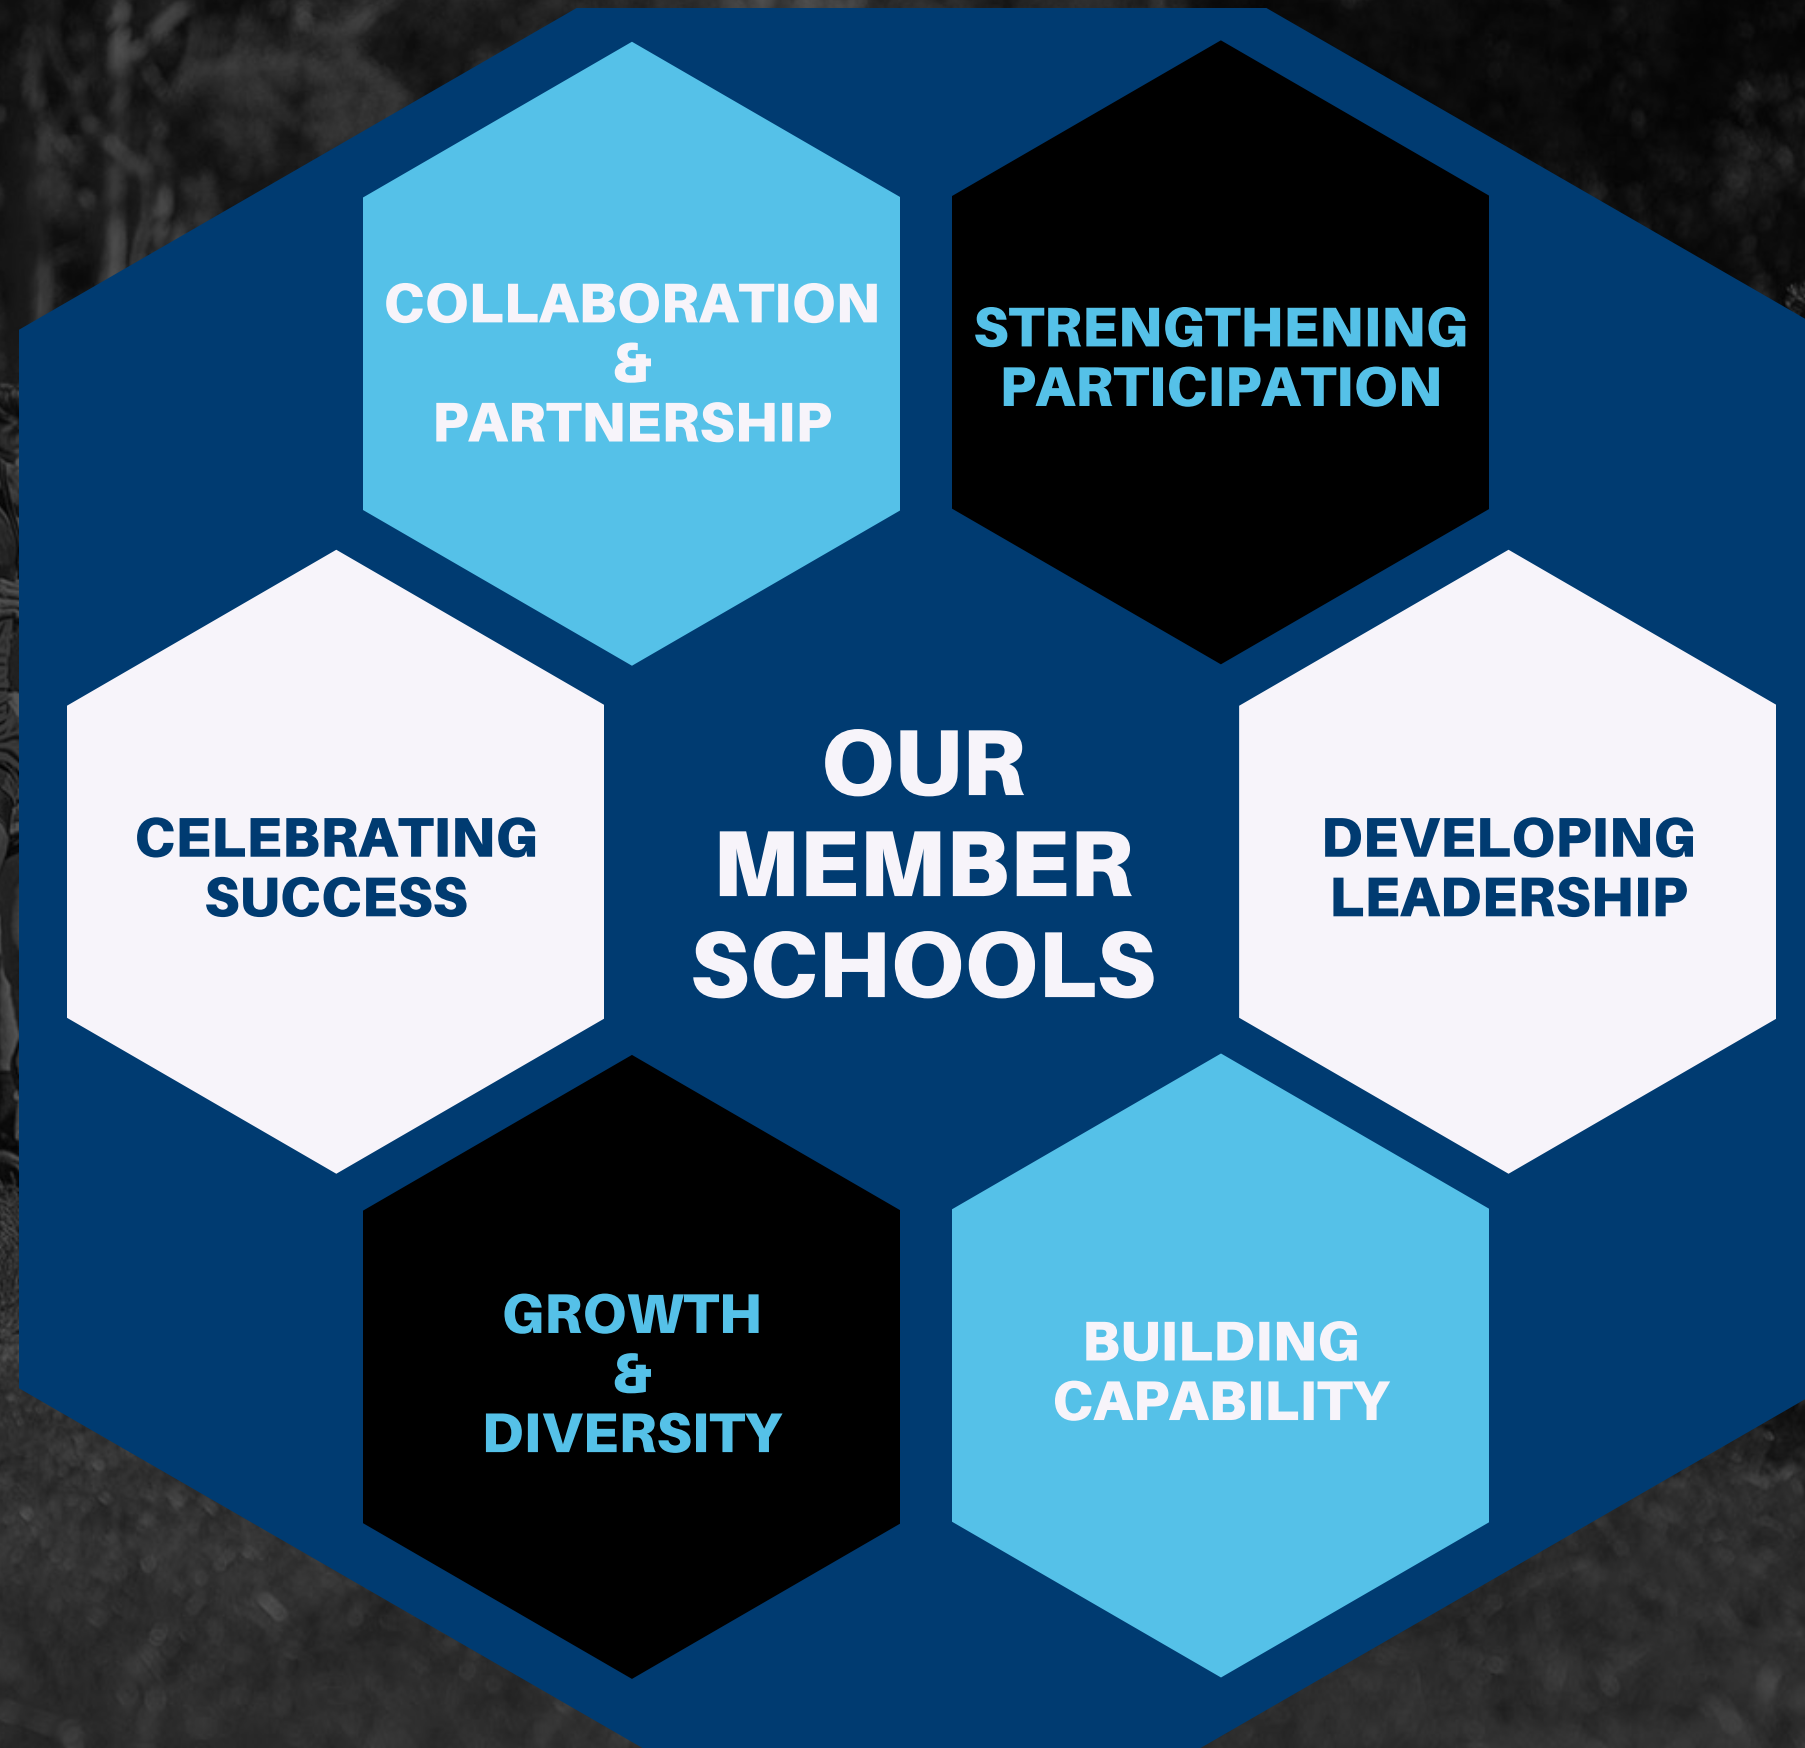 COLLABORATION
&
PARTNERSHIP
STRENGTHENING
PARTICIPATION
CELEBRATING
SUCCESS
OUR
MEMBER
SCHOOLS
DEVELOPING
LEADERSHIP
GROWTH
&
DIVERSITY
BUILDING
CAPABILITY